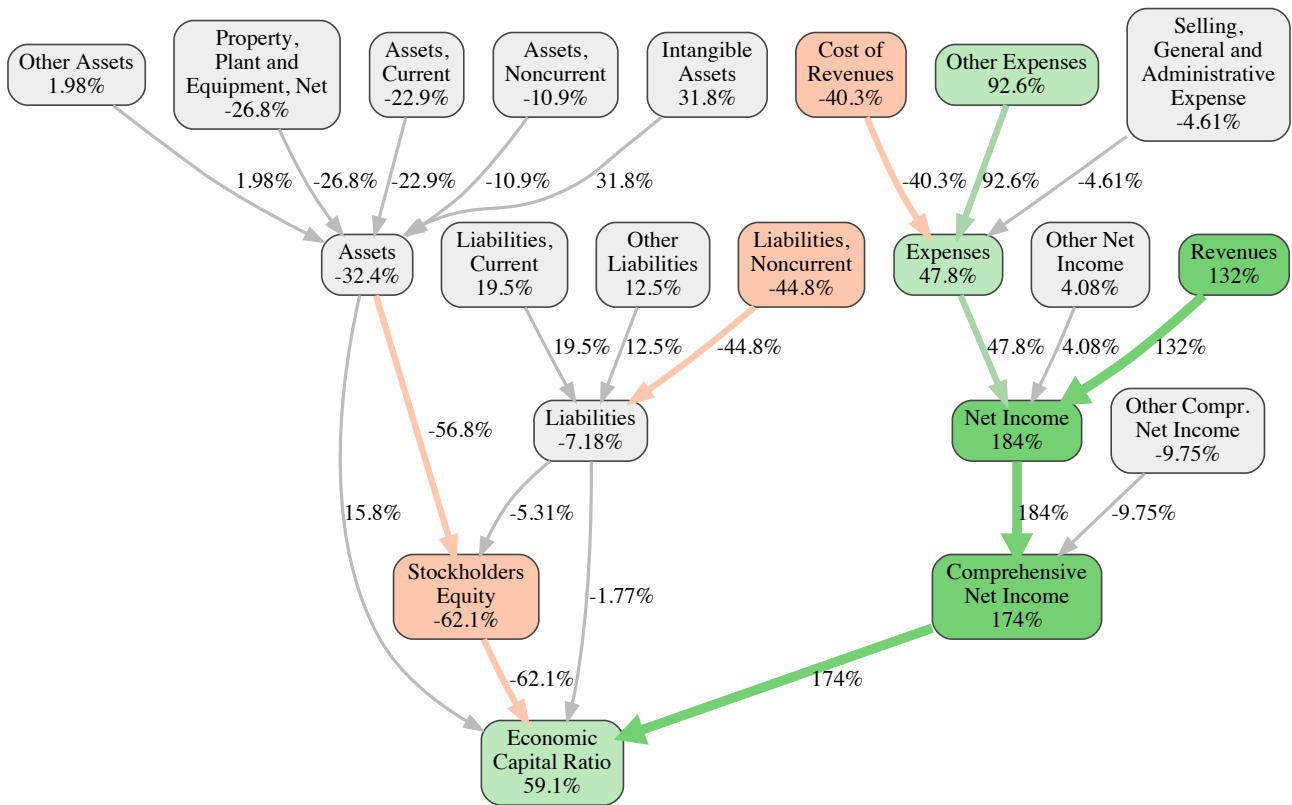 Other Assets
1.98%
Property,
Plant and
Equipment, Net
-26.8%
Assets,
Current
-22.9%
Assets,
Noncurrent
-10.9%
Intangible
Assets
31.8%
Cost of
Revenues
-40.3%
Other Expenses
92.6%
Selling,
General and
Administrative
Expense
-4.61%
1.98%
-26.8%
-22.9%
-10.9%
31.8%
-40.3%
92.6%
-4.61%
Assets
-32.4%
Liabilities,
Current
19.5%
Other
Liabilities
12.5%
Liabilities,
Noncurrent
-44.8%
Expenses
47.8%
Other Net
Income
4.08%
Revenues
132%
19.5%
12.5%
-44.8%
47.8%
4.08%
132%
-56.8%
Liabilities
-7.18%
Net Income
184%
Other Compr.
Net Income
-9.75%
15.8%
-5.31%
184%
-9.75%
Stockholders
Equity
-62.1%
-1.77%
Comprehensive
Net Income
174%
-62.1%
174%
Economic
Capital Ratio
59.1%